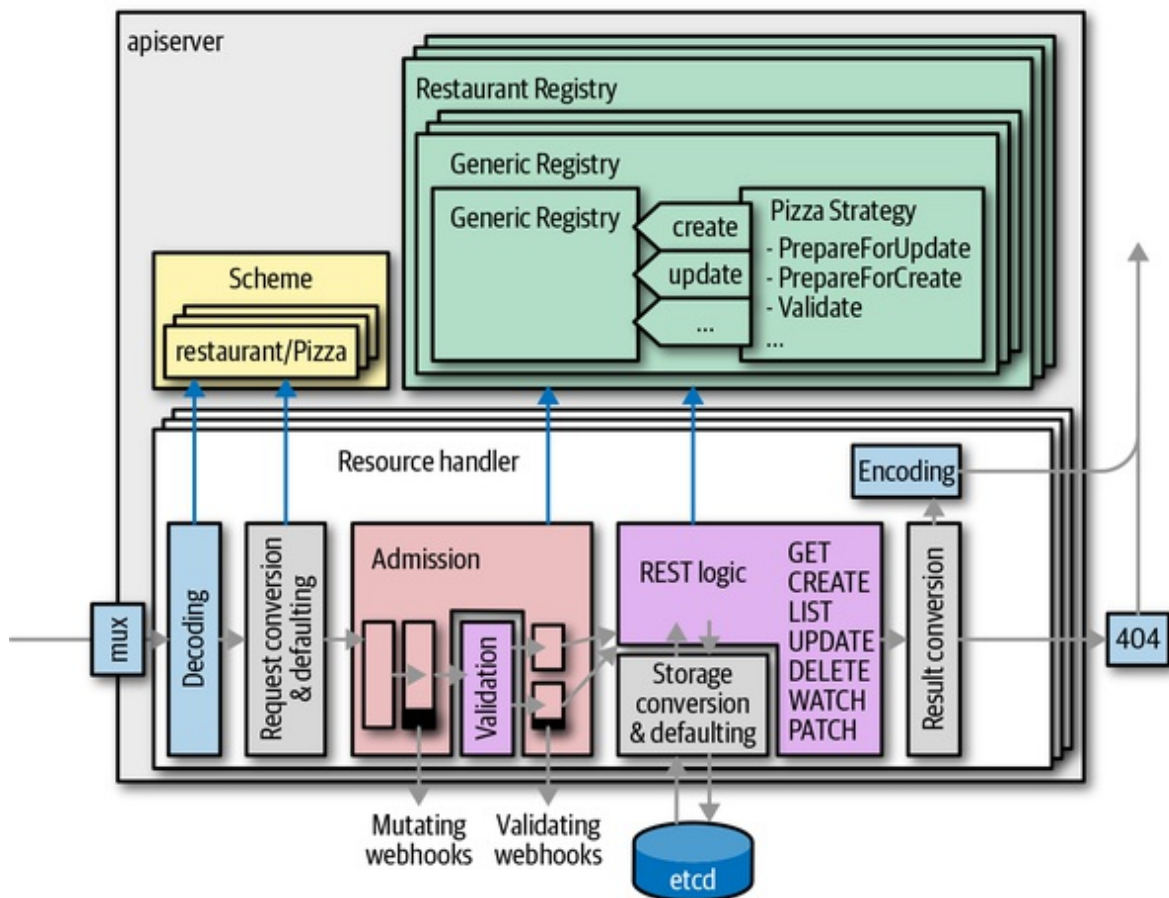 apiserver
Restaurant Registry
Generic Registry
Generic Registry
create
update
...
Pizza Strategy
- PrepareForUpdate
- PrepareForCreate
- Validate
...
Scheme
restaurant/Pizza
Resource handler
Encoding
mux
Decoding
Request conversion
& defaulting
Admission
Validation
REST logic
GET
CREATE
LIST
UPDATE
DELETE
WATCH
PATCH
Storage
conversion
& defaulting
Result conversion
404
Mutating
webhooks
Validating
webhooks
etcd